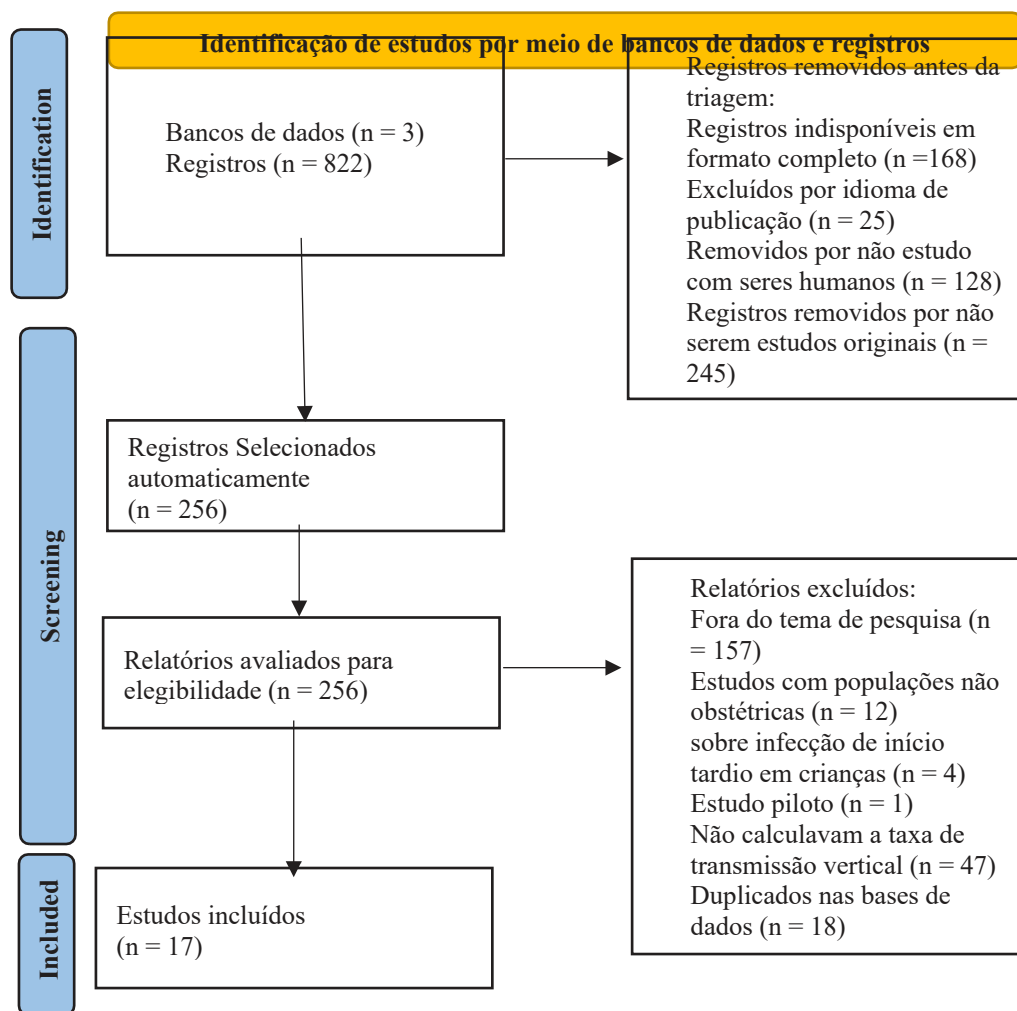 Identificação de estudos por meio de bancos de dados e registros
Identification
Bancos de dados (n = 3)
Registros (n = 822)
Registros removidos antes da
triagem:
Registros indisponíveis em
formato completo (n =168)
Excluídos por idioma de
publicação (n = 25)
Removidos por não estudo
com seres humanos (n = 128)
Registros removidos por não
serem estudos originais (n =
245)
Screening
Registros Selecionados
automaticamente
(n = 256)
Relatórios avaliados para
elegibilidade (n = 256)
Relatórios excluídos:
Fora do tema de pesquisa (n
= 157)
Estudos com populações não
obstétricas (n = 12)
sobre infecção de início
tardio em crianças (n = 4)
Estudo piloto (n = 1)
Não calculavam a taxa de
transmissão vertical (n = 47)
Duplicados nas bases de
dados (n = 18)
Included
Estudos incluídos
(n = 17)